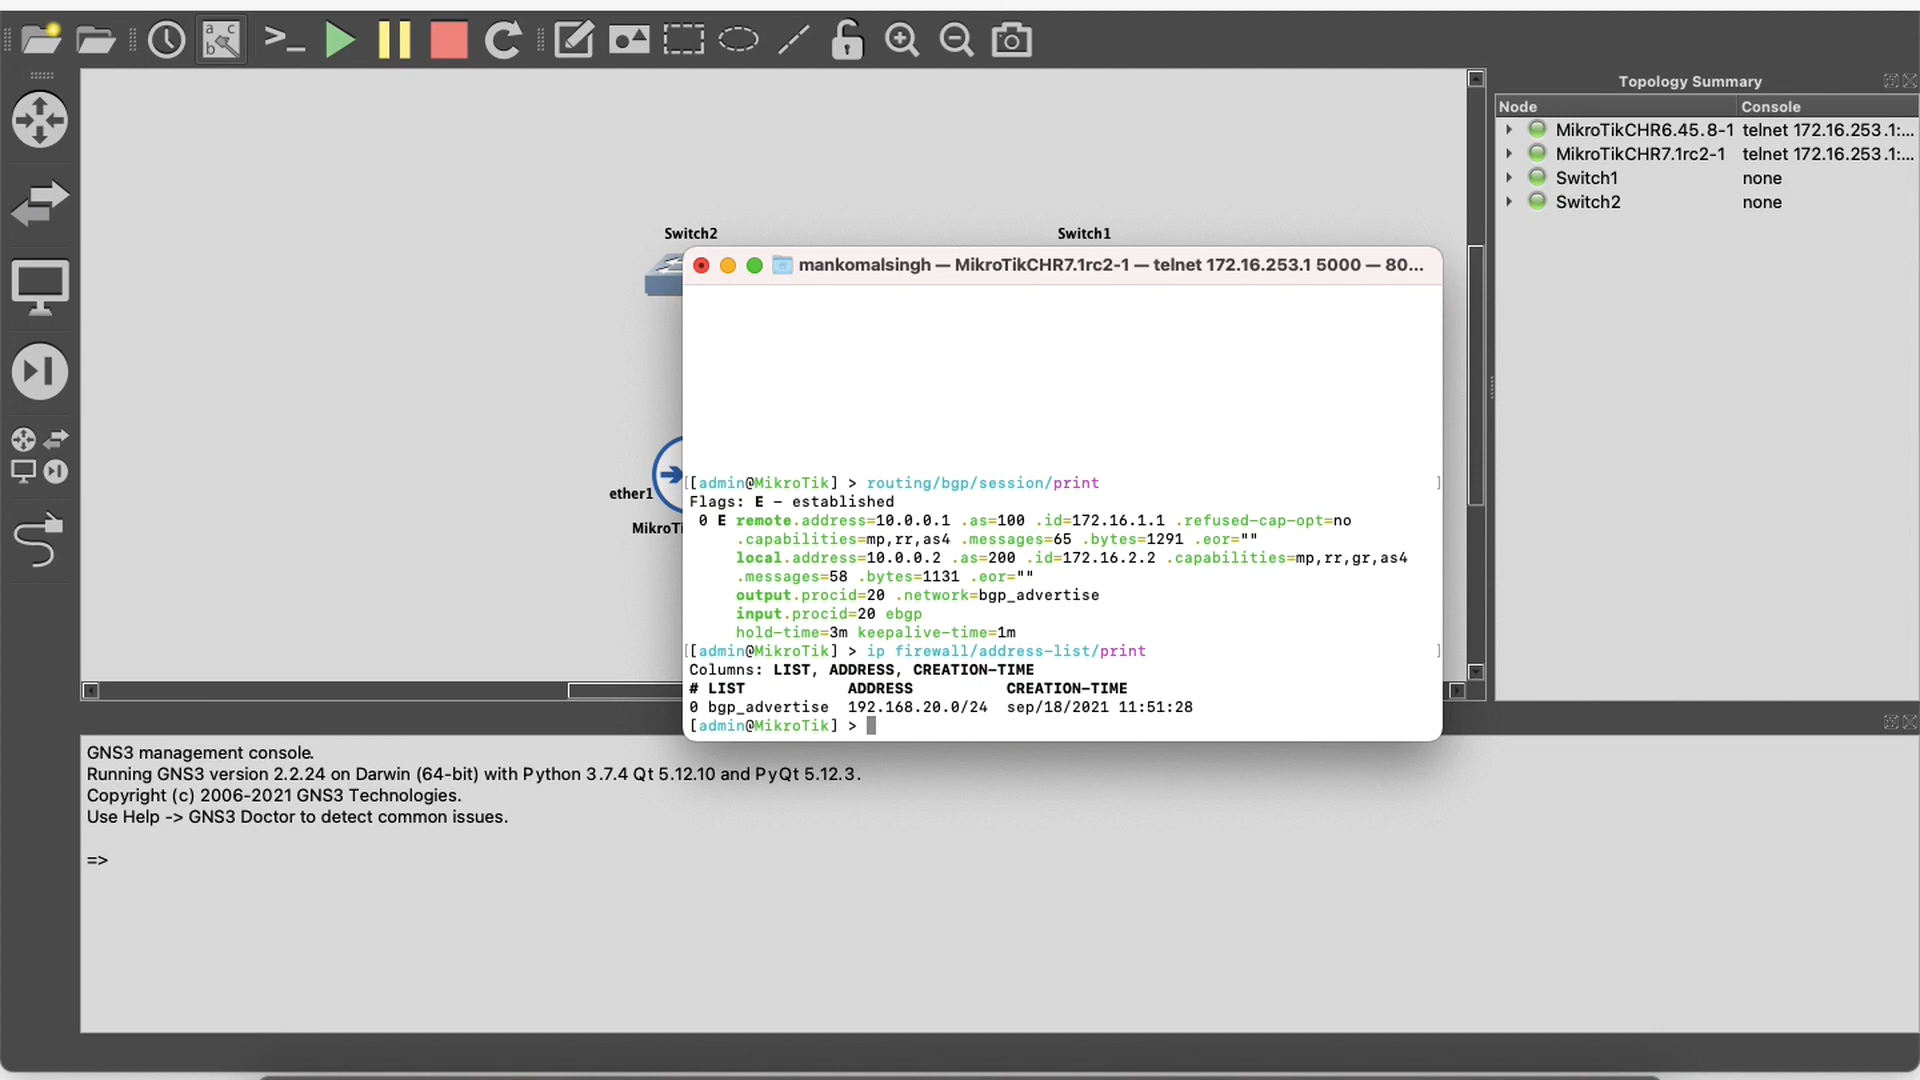 Topology Summary
Node Console
MikroTikCHR6.45.8-1 telnet 172.16.253.1:...
MikroTikCHR7.1rc2-1 telnet 172.16.253.1:...
Switch1 none
Switch2 none
Switch2 Switch1
mankomalsingh — MikroTikCHR7.1rc2-1 — telnet 172.16.253.1 5000 — 80...
ether1
MikroTi
[[admin@MikroTik] > routing/bgp/session/print ]
Flags: E - established
0 E remote.address=10.0.0.1 .as=100 .id=172.16.1.1 .refused-cap-opt=no
.capabilities=mp,rr,as4 .messages=65 .bytes=1291 .eor=""
local.address=10.0.0.2 .as=200 .id=172.16.2.2 .capabilities=mp,rr,gr,as4
.messages=58 .bytes=1131 .eor=""
output.procid=20 .network=bgp_advertise
input.procid=20 ebgp
hold-time=3m keepalive-time=1m
[[admin@MikroTik] > ip firewall/address-list/print ]
Columns: LIST, ADDRESS, CREATION-TIME
# LIST ADDRESS CREATION-TIME
0 bgp_advertise 192.168.20.0/24 sep/18/2021 11:51:28
[admin@MikroTik] >
GNS3 management console.
Running GNS3 version 2.2.24 on Darwin (64-bit) with Python 3.7.4 Qt 5.12.10 and PyQt 5.12.3.
Copyright (c) 2006-2021 GNS3 Technologies.
Use Help -> GNS3 Doctor to detect common issues.
=>